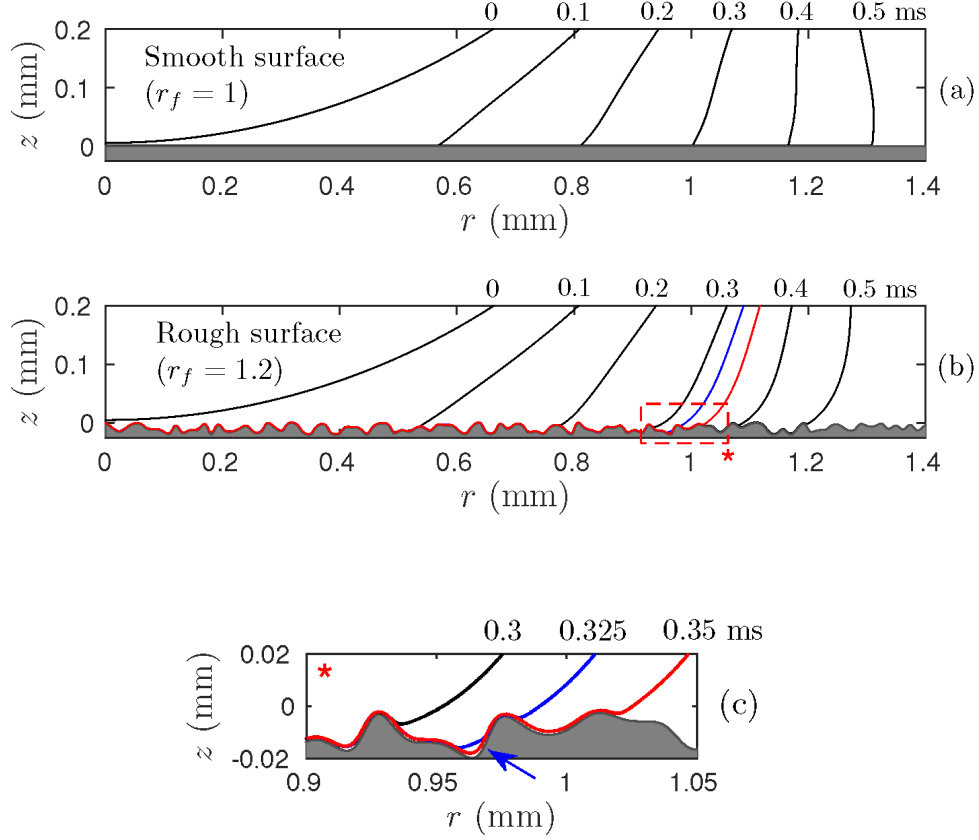 0 0.1 0.2 0.3 0.4 0.5 ms
0.2
Smooth surface
(r_f = 1)
0.1
z (mm)
(a)
0
0 0.2 0.4 0.6 0.8 1 1.2 1.4
r (mm)
0 0.1 0.2 0.3 0.4 0.5 ms
0.2
Rough surface
(r_f = 1.2)
0.1
z (mm)
(b)
0
*
0 0.2 0.4 0.6 0.8 1 1.2 1.4
r (mm)
0.3 0.325 0.35 ms
0.02
*
z (mm)
0
(c)
-0.02
0.9 0.95 1 1.05
r (mm)